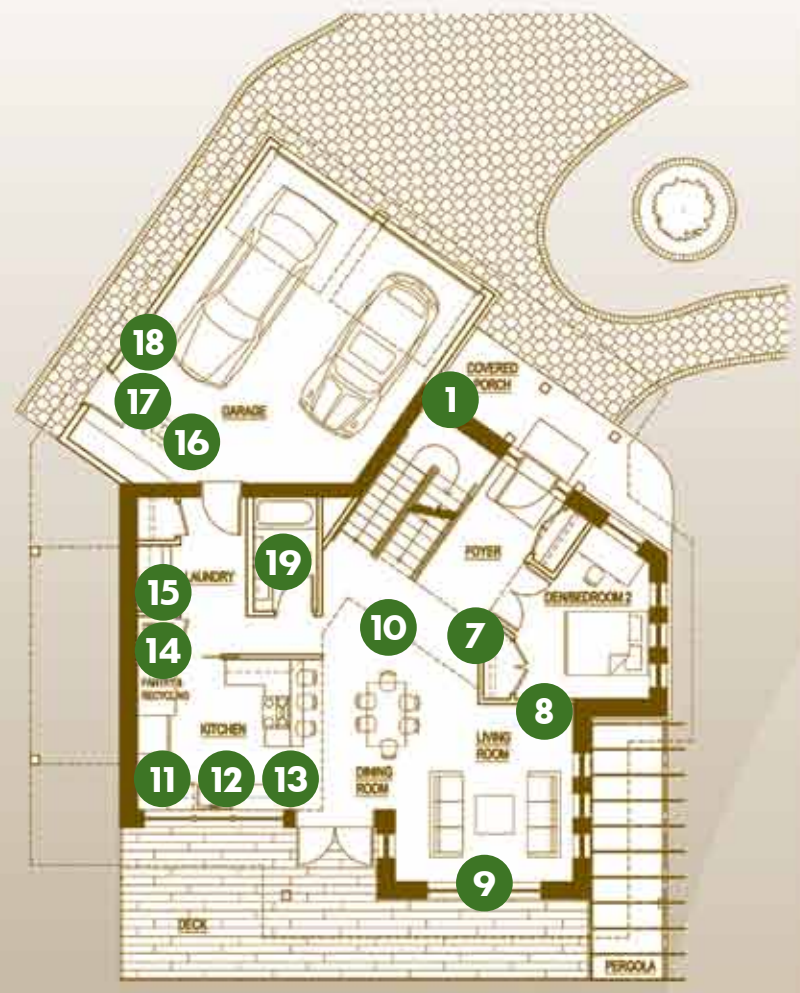 COVERED
PORCH
1
18
17
GARAGE
16
FOYER
19
LAUNDRY
15
DEN/BEDROOM 2
10
7
14
PANTRY &
RECYCLING
8
KITCHEN
LIVING
ROOM
11
12
13
DINING
ROOM
9
DECK
PERGOLA